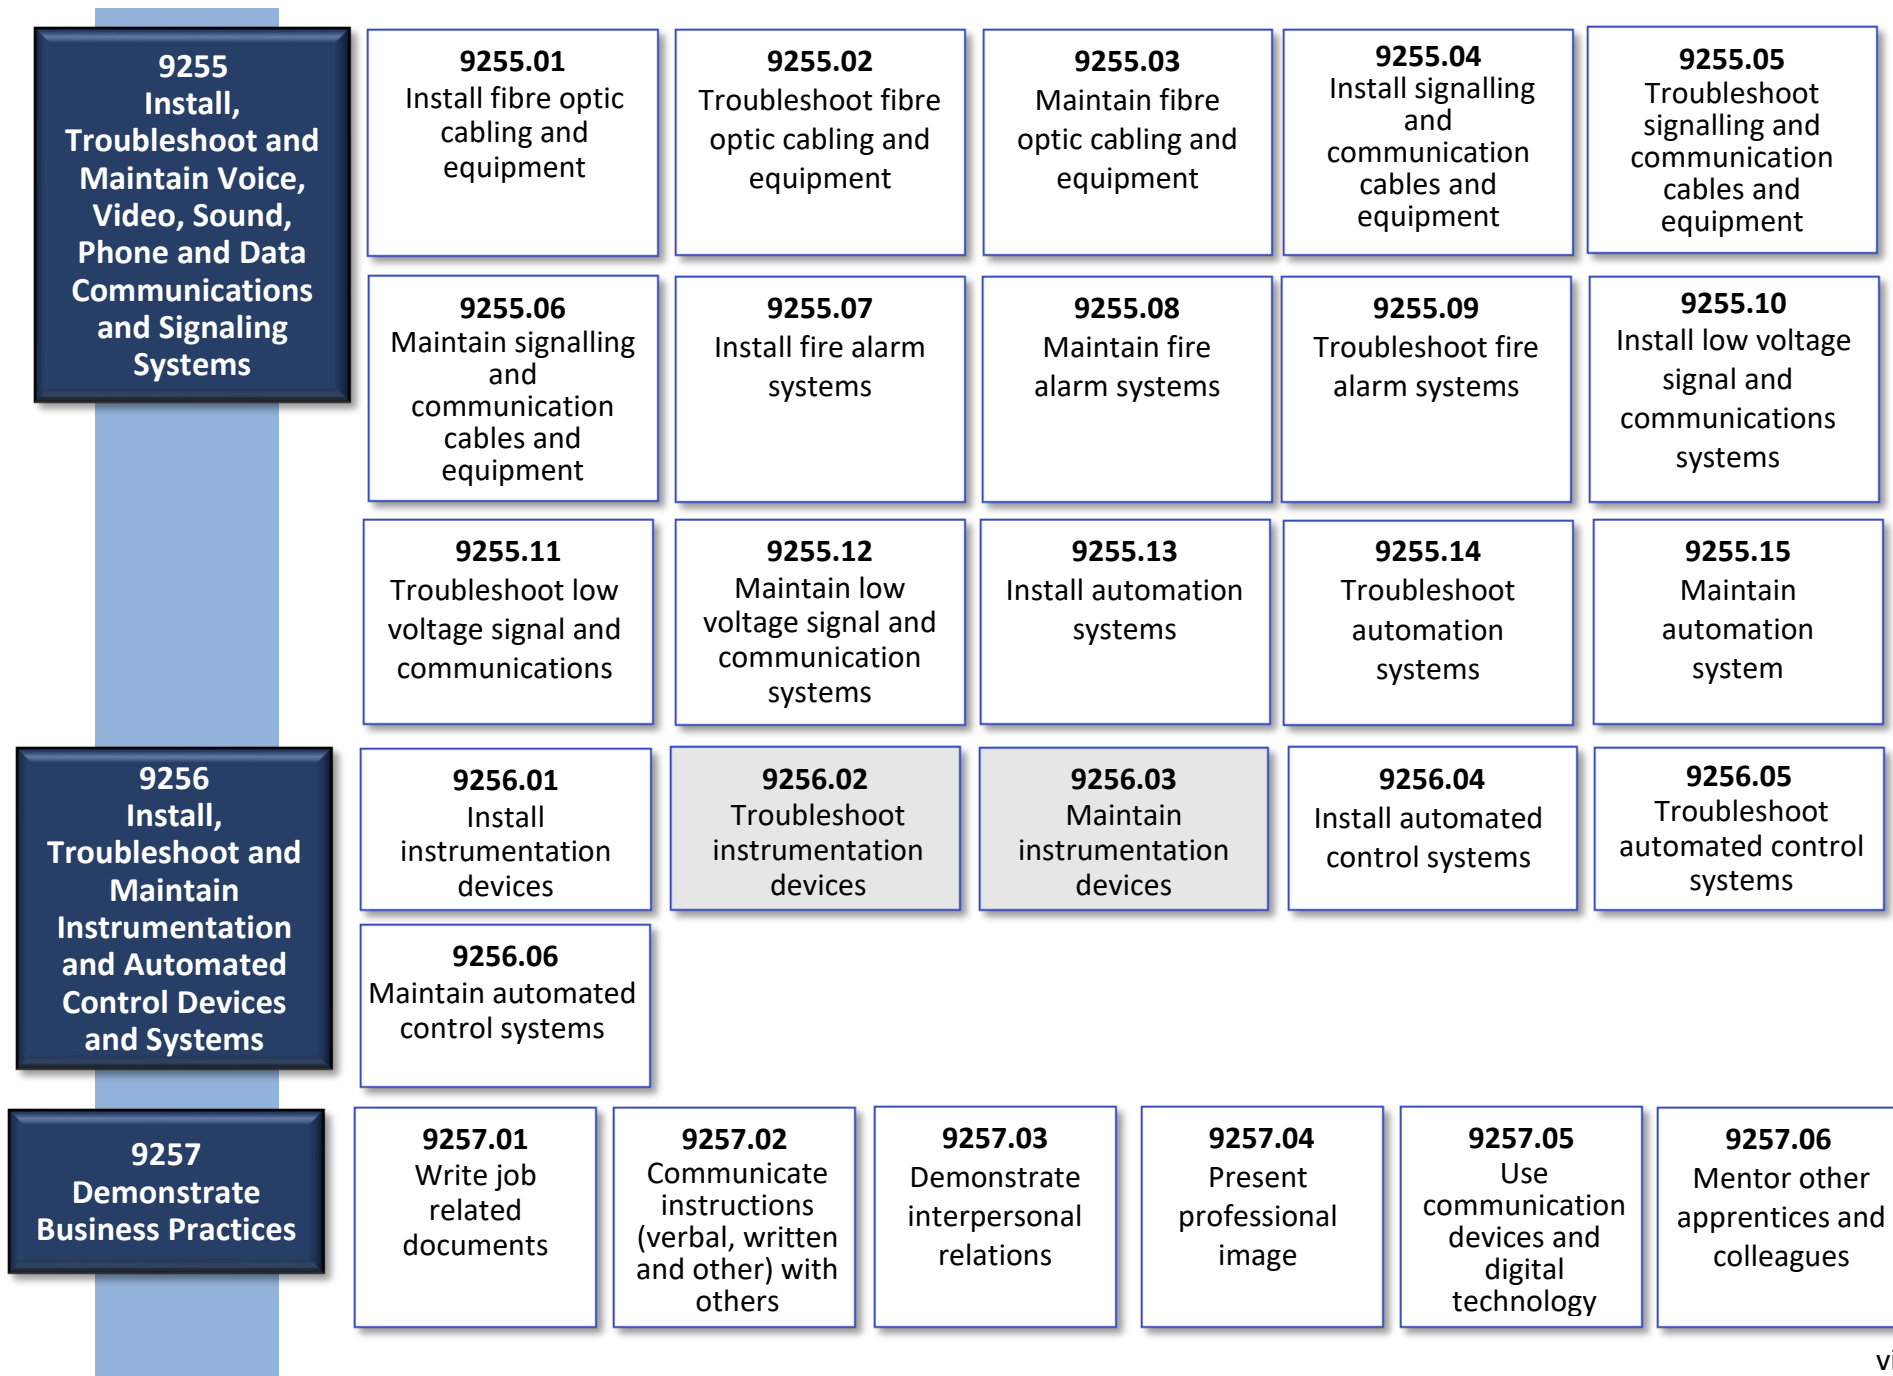 9255
Install,
Troubleshoot and
Maintain Voice,
Video, Sound,
Phone and Data
Communications
and Signaling
Systems
9255.01
Install fibre optic
cabling and
equipment
9255.02
Troubleshoot fibre
optic cabling and
equipment
9255.03
Maintain fibre
optic cabling and
equipment
9255.04
Install signalling
and
communication
cables and
equipment
9255.05
Troubleshoot
signalling and
communication
cables and
equipment
9255.06
Maintain signalling
and
communication
cables and
equipment
9255.07
Install fire alarm
systems
9255.08
Maintain fire
alarm systems
9255.09
Troubleshoot fire
alarm systems
9255.10
Install low voltage
signal and
communications
systems
9255.11
Troubleshoot low
voltage signal and
communications
9255.12
Maintain low
voltage signal and
communication
systems
9255.13
Install automation
systems
9255.14
Troubleshoot
automation
systems
9255.15
Maintain
automation
system
9256
Install,
Troubleshoot and
Maintain
Instrumentation
and Automated
Control Devices
and Systems
9256.01
Install
instrumentation
devices
9256.02
Troubleshoot
instrumentation
devices
9256.03
Maintain
instrumentation
devices
9256.04
Install automated
control systems
9256.05
Troubleshoot
automated control
systems
9256.06
Maintain automated
control systems
9257
Demonstrate
Business Practices
9257.01
Write job
related
documents
9257.02
Communicate
instructions
(verbal, written
and other) with
others
9257.03
Demonstrate
interpersonal
relations
9257.04
Present
professional
image
9257.05
Use
communication
devices and
digital
technology
9257.06
Mentor other
apprentices and
colleagues
vi